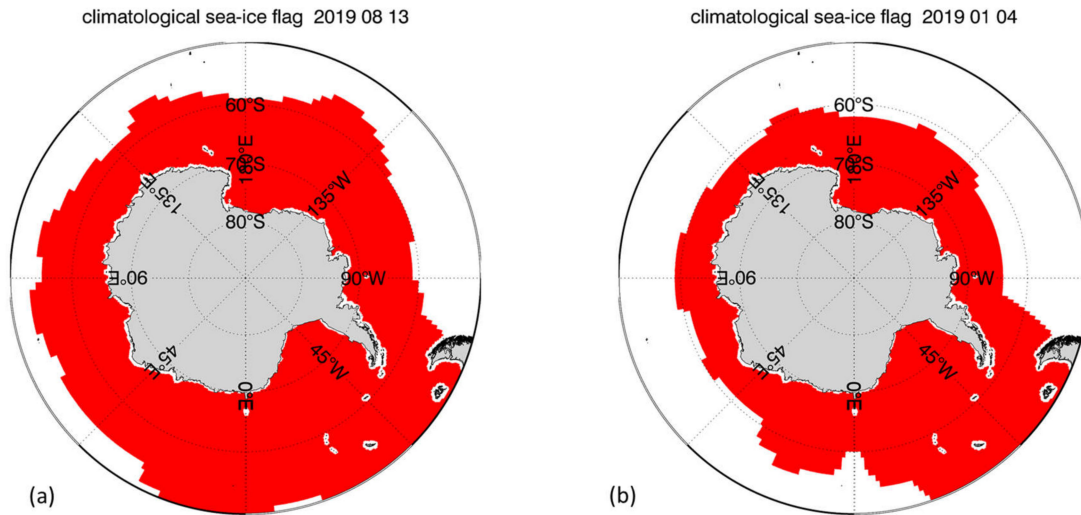 climatological sea-ice flag 2019 08 13
60°S
70°S
180°E
135°E
135°W
80°S
90°E
90°W
45°E
45°W
0°E
(a)
climatological sea-ice flag 2019 01 04
60°S
70°S
180°E
135°E
135°W
80°S
90°E
90°W
45°E
45°W
0°E
(b)